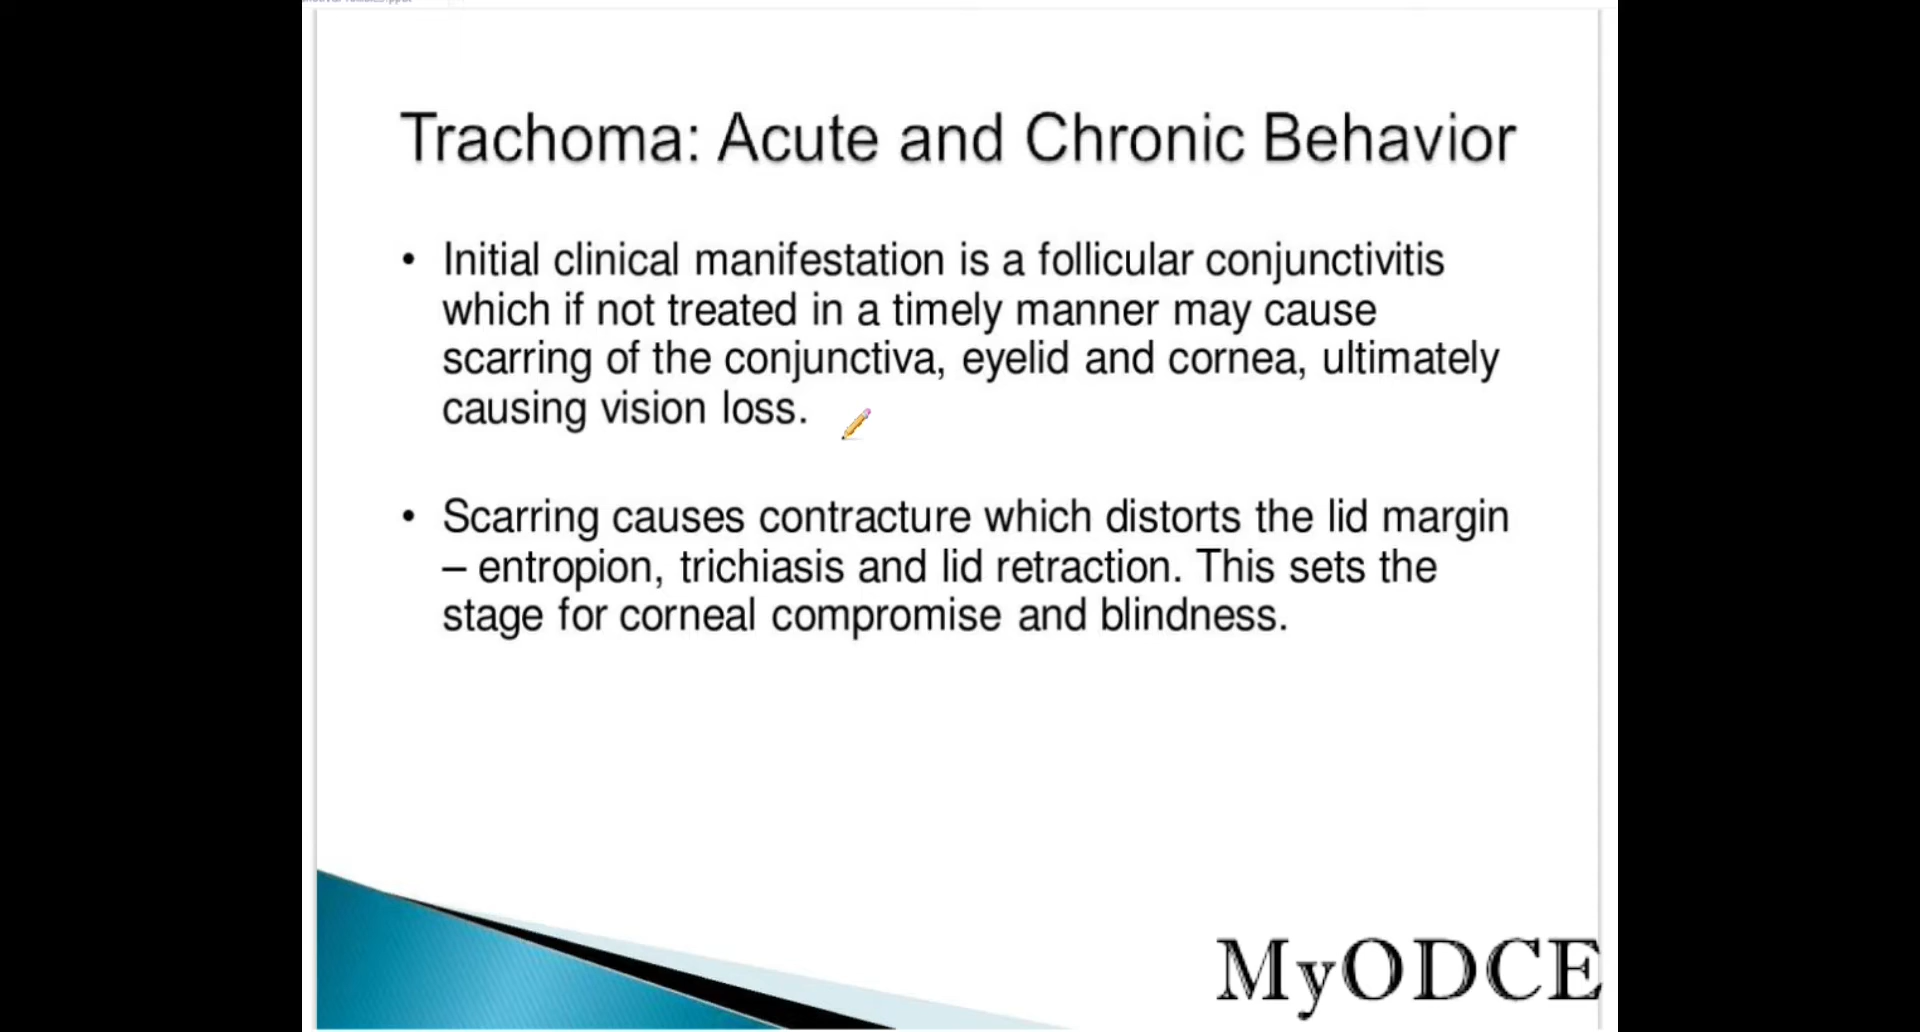 Trachoma: Acute and Chronic Behavior
• Initial clinical manifestation is a follicular conjunctivitis
which if not treated in a timely manner may cause
scarring of the conjunctiva, eyelid and cornea, ultimately
causing vision loss.
• Scarring causes contracture which distorts the lid margin
– entropion, trichiasis and lid retraction. This sets the
stage for corneal compromise and blindness.
MyODCE